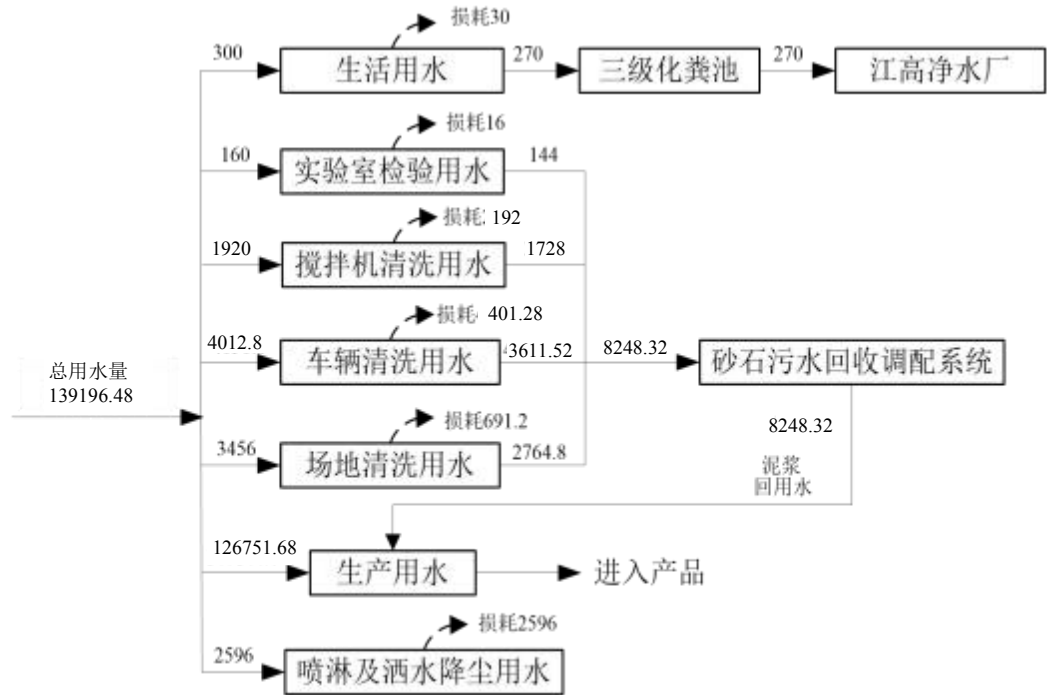 损耗30
300
生活用水
270
三级化粪池
270
江高净水厂
损耗16
160
实验室检验用水
144
损耗 192
1920
搅拌机清洗用水
1728
损耗 401.28
4012.8
车辆清洗用水
3611.52
8248.32
砂石污水回收调配系统
总用水量
139196.48
损耗691.2
3456
场地清洗用水
2764.8
8248.32
泥浆
回用水
126751.68
生产用水
进入产品
损耗2596
2596
喷淋及洒水降尘用水